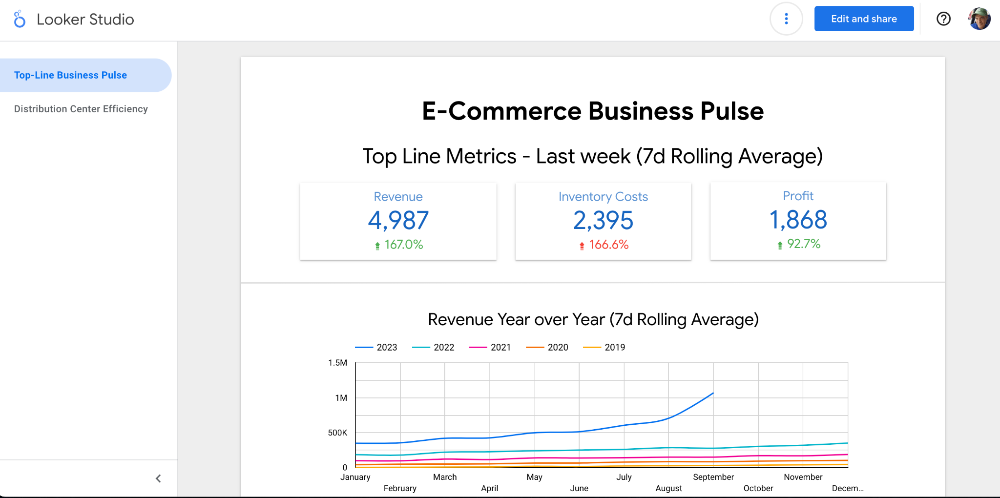 Looker Studio
Edit and share
Top-Line Business Pulse
Distribution Center Efficiency
E-Commerce Business Pulse
Top Line Metrics - Last week (7d Rolling Average)
Revenue
4,987
167.0%
Inventory Costs
2,395
166.6%
Profit
1,868
92.7%
Revenue Year over Year (7d Rolling Average)
2023 2022 2021 2020 2019
1.5M
1M
500K
0
January February March April May June July August September October November Decem...